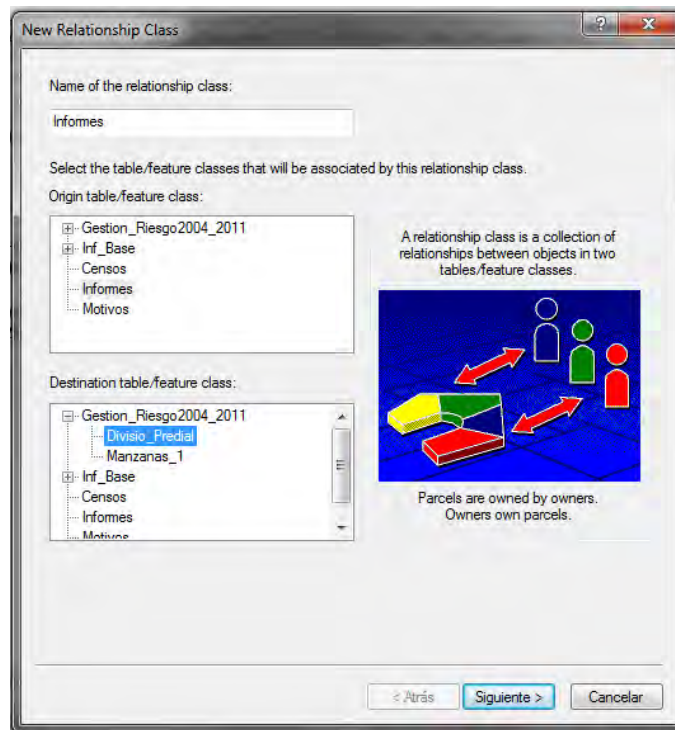 New Relationship Class
Name of the relationship class:
Informes
Select the table/feature classes that will be associated by this relationship class.
Origin table/feature class:
Gestion_Riesgo2004_2011
Inf_Base
Censos
Informes
Motivos
A relationship class is a collection of
relationships between objects in two
tables/feature classes.
Destination table/feature class:
Gestion_Riesgo2004_2011
Divisio_Predial
Manzanas_1
Inf_Base
Censos
Informes
Motivos
Parcels are owned by owners.
Owners own parcels.
< Atrás
Siguiente >
Cancelar